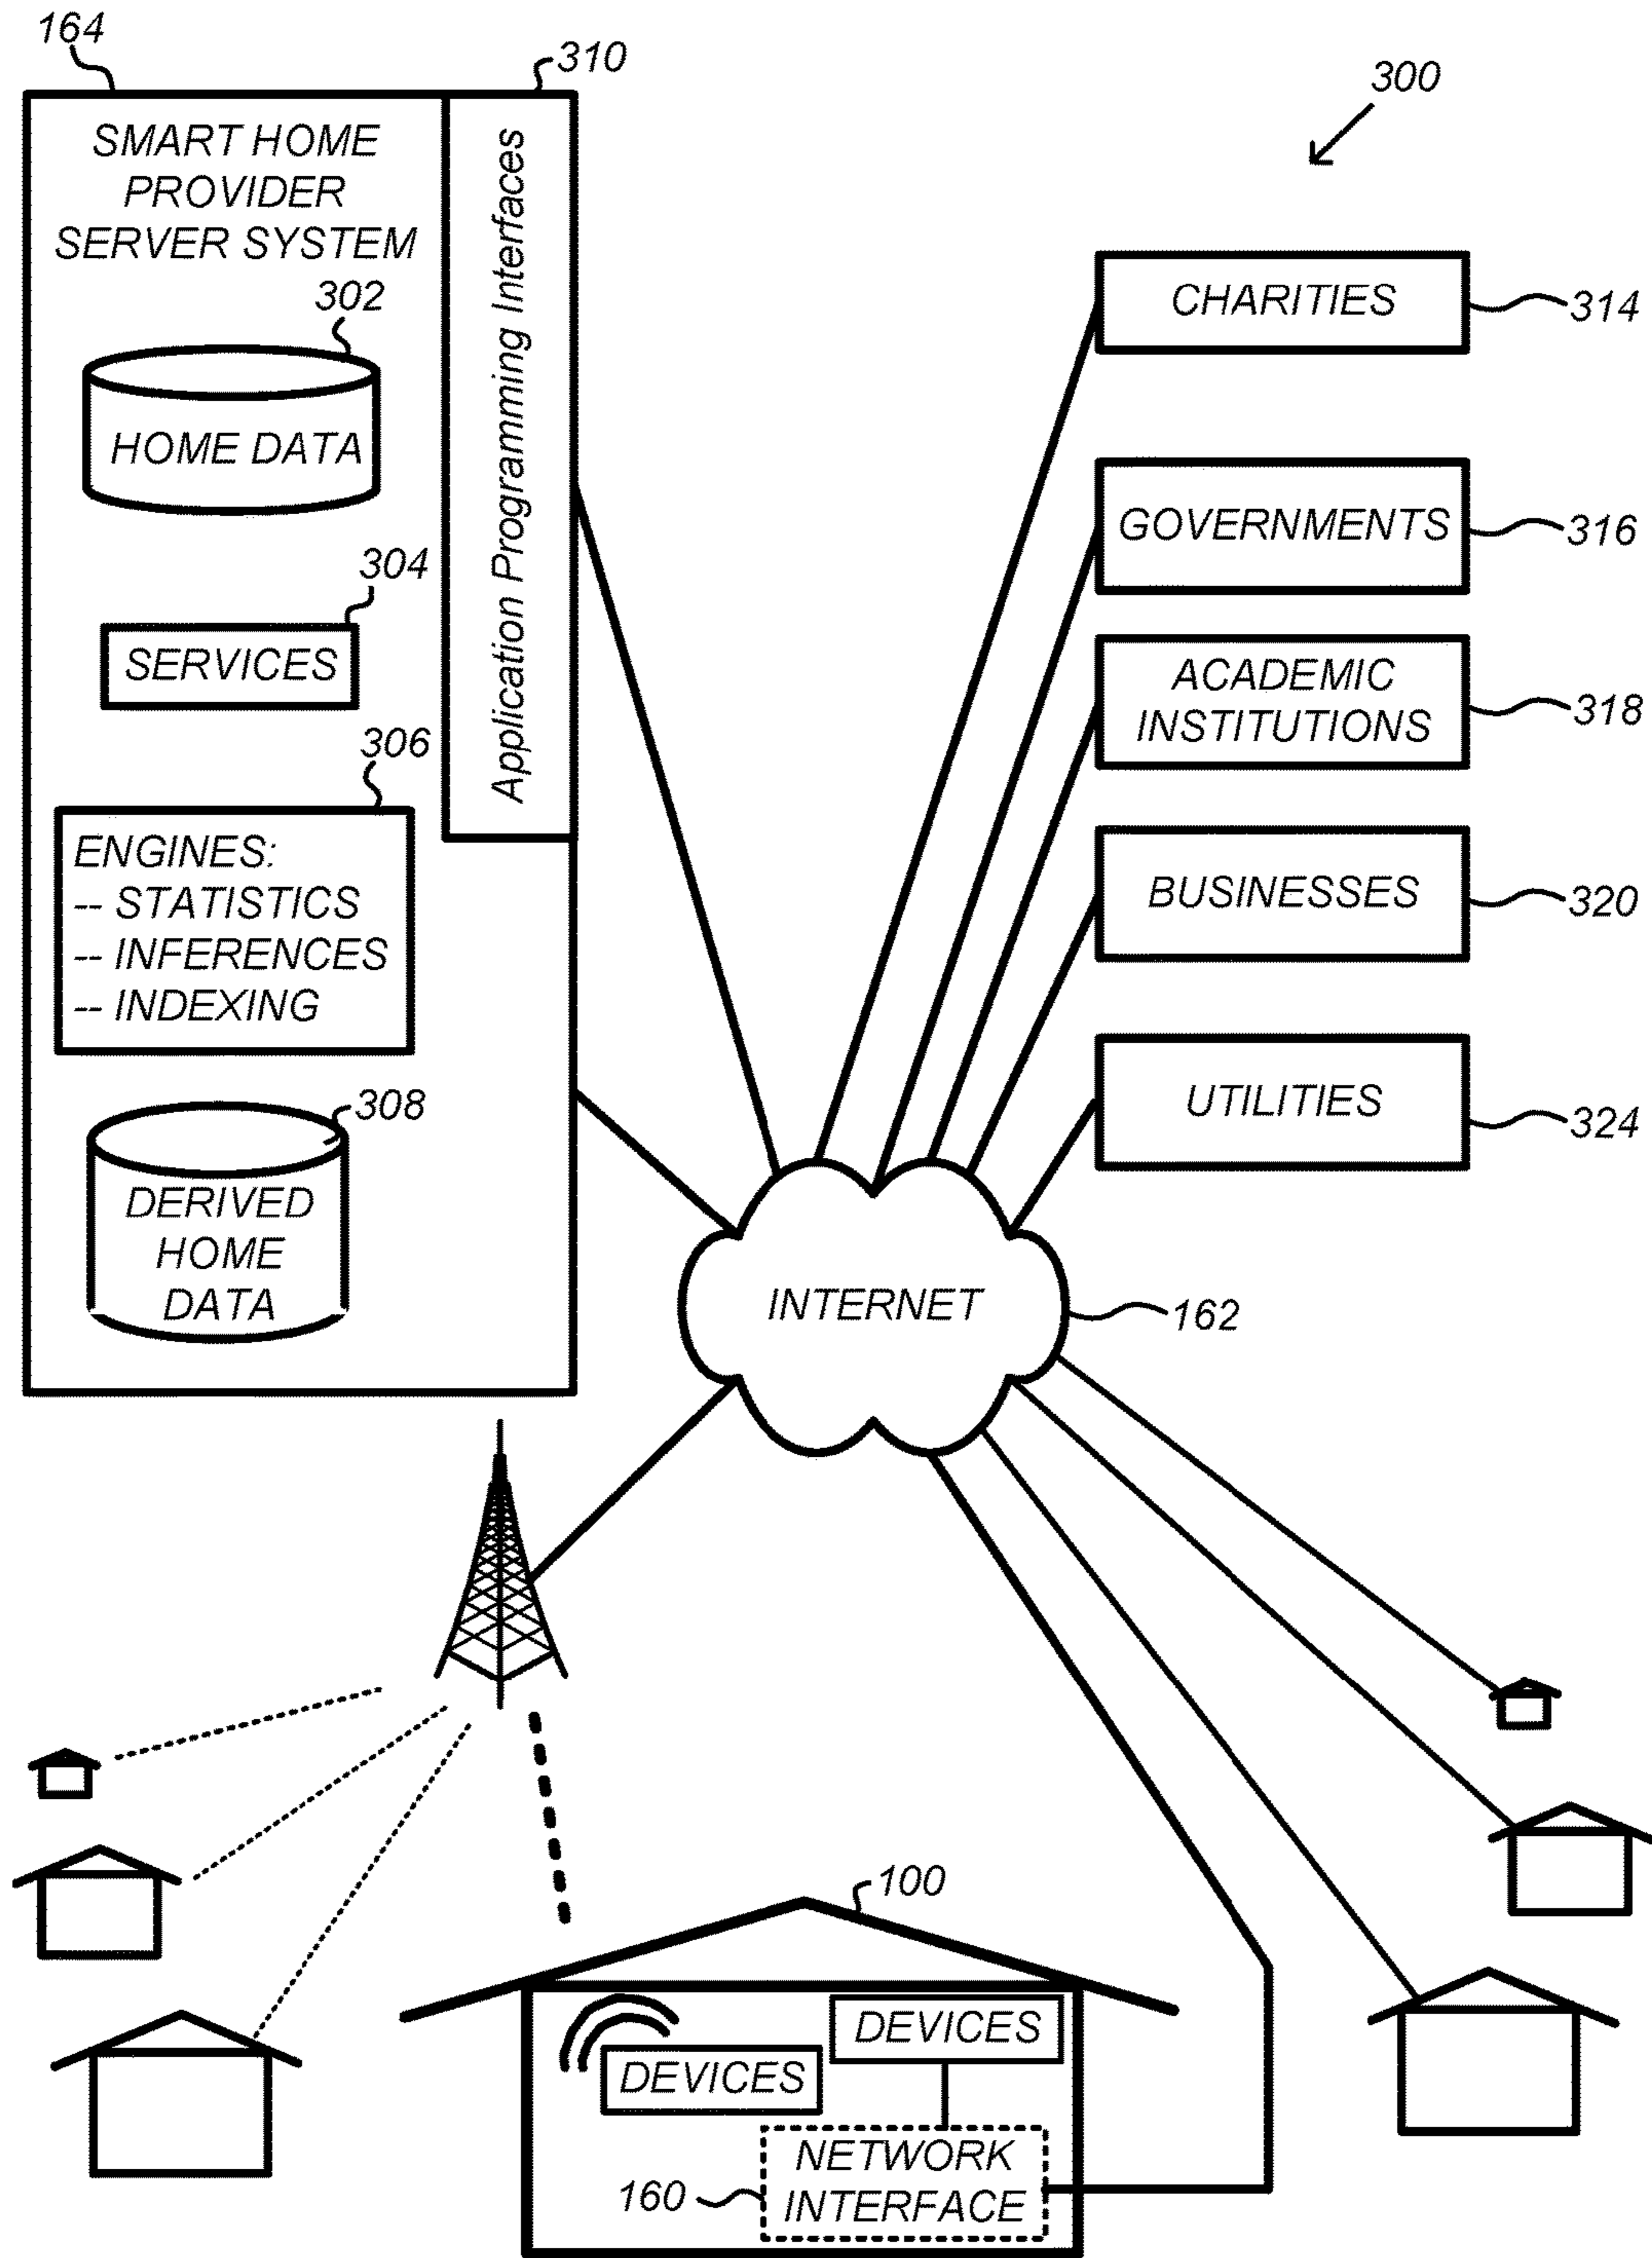 164
310
300
SMART HOME
PROVIDER
SERVER SYSTEM
Application Programming Interfaces
302
HOME DATA
304
SERVICES
306
ENGINES:
-- STATISTICS
-- INFERENCES
-- INDEXING
308
DERIVED
HOME
DATA
CHARITIES
314
GOVERNMENTS
316
ACADEMIC
INSTITUTIONS
318
BUSINESSES
320
UTILITIES
324
INTERNET
162
100
DEVICES
DEVICES
NETWORK
INTERFACE
160